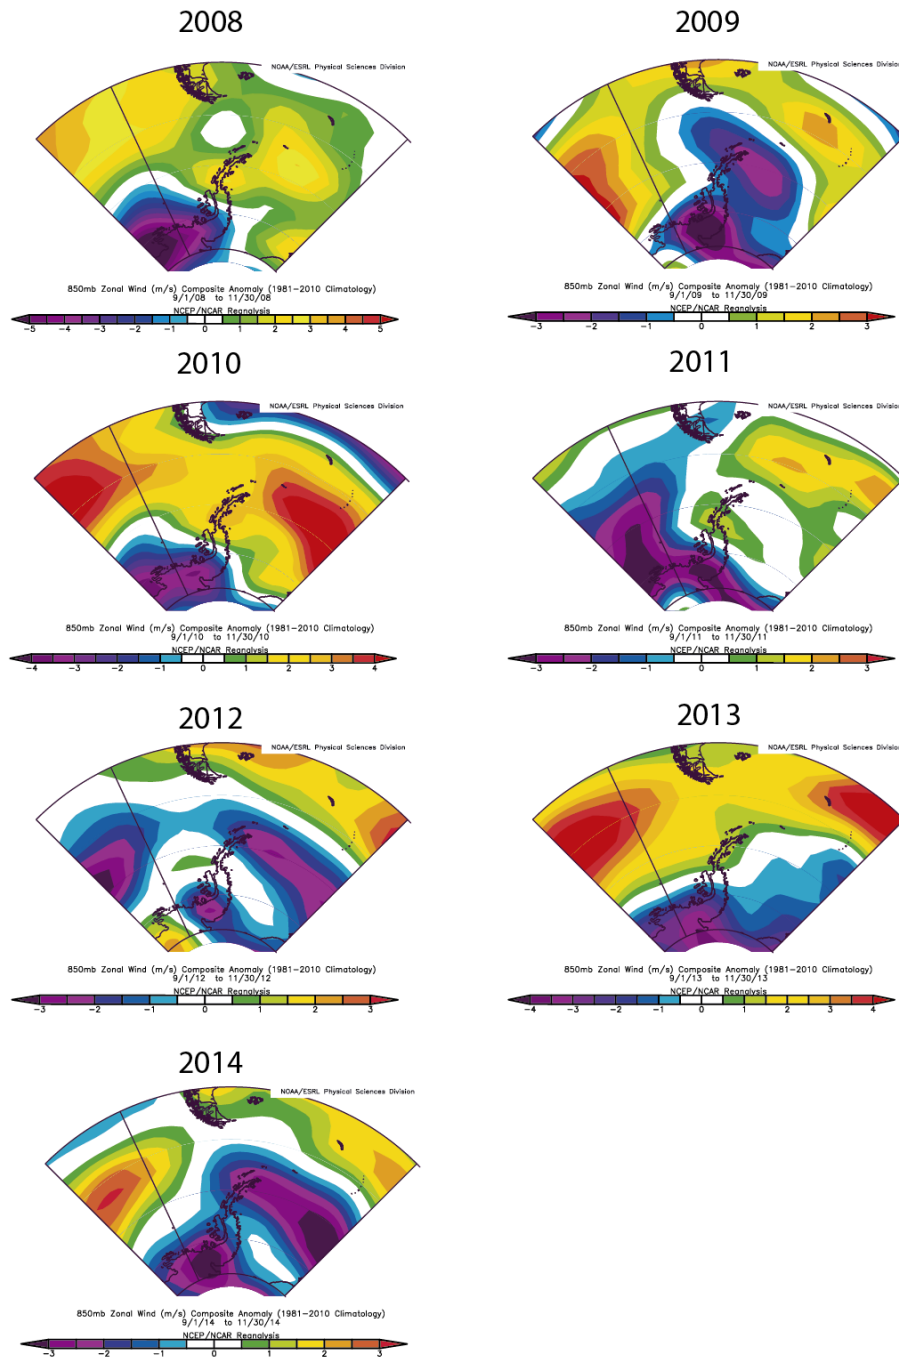 2008
NOAA/ESRL Physical Sciences Division
850mb Zonal Wind (m/s) Composite Anomaly (1981-2010 Climatology)
9/1/08 to 11/30/08
NCEP/NCAR Reanalysis
-5 -4 -3 -2 -1 0 1 2 3 4 5
2009
NOAA/ESRL Physical Sciences Division
850mb Zonal Wind (m/s) Composite Anomaly (1981-2010 Climatology)
9/1/09 to 11/30/09
NCEP/NCAR Reanalysis
-3 -2 -1 0 1 2 3
2010
NOAA/ESRL Physical Sciences Division
850mb Zonal Wind (m/s) Composite Anomaly (1981-2010 Climatology)
9/1/10 to 11/30/10
NCEP/NCAR Reanalysis
-4 -3 -2 -1 0 1 2 3 4
2011
NOAA/ESRL Physical Sciences Division
850mb Zonal Wind (m/s) Composite Anomaly (1981-2010 Climatology)
9/1/11 to 11/30/11
NCEP/NCAR Reanalysis
-3 -2 -1 0 1 2 3
2012
NOAA/ESRL Physical Sciences Division
850mb Zonal Wind (m/s) Composite Anomaly (1981-2010 Climatology)
9/1/12 to 11/30/12
NCEP/NCAR Reanalysis
-3 -2 -1 0 1 2 3
2013
NOAA/ESRL Physical Sciences Division
850mb Zonal Wind (m/s) Composite Anomaly (1981-2010 Climatology)
9/1/13 to 11/30/13
NCEP/NCAR Reanalysis
-4 -3 -2 -1 0 1 2 3 4
2014
NOAA/ESRL Physical Sciences Division
850mb Zonal Wind (m/s) Composite Anomaly (1981-2010 Climatology)
9/1/14 to 11/30/14
NCEP/NCAR Reanalysis
-3 -2 -1 0 1 2 3